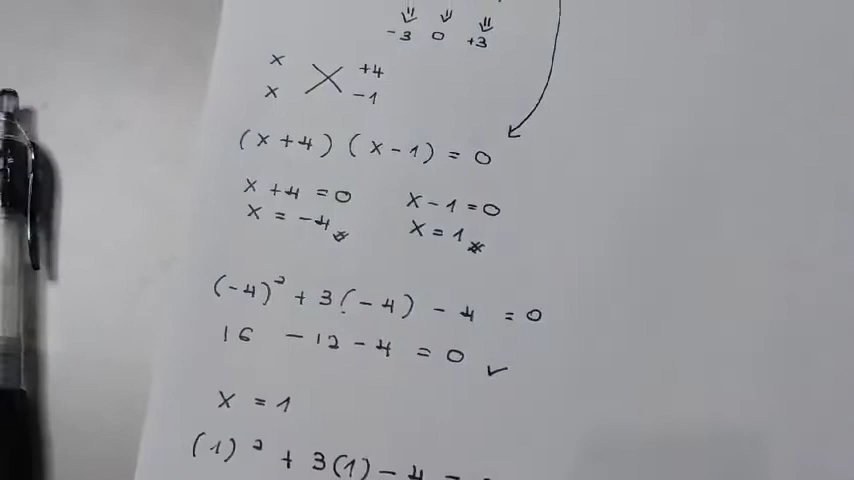 -3 0 +3
x +4
x -1
(x+4) (x-1) = 0
x+4=0 x-1=0
x = -4 x = 1
(-4)² + 3(-4) - 4 = 0
16 - 12 - 4 = 0 ✓
x = 1
(1)² + 3(1) - 4 =